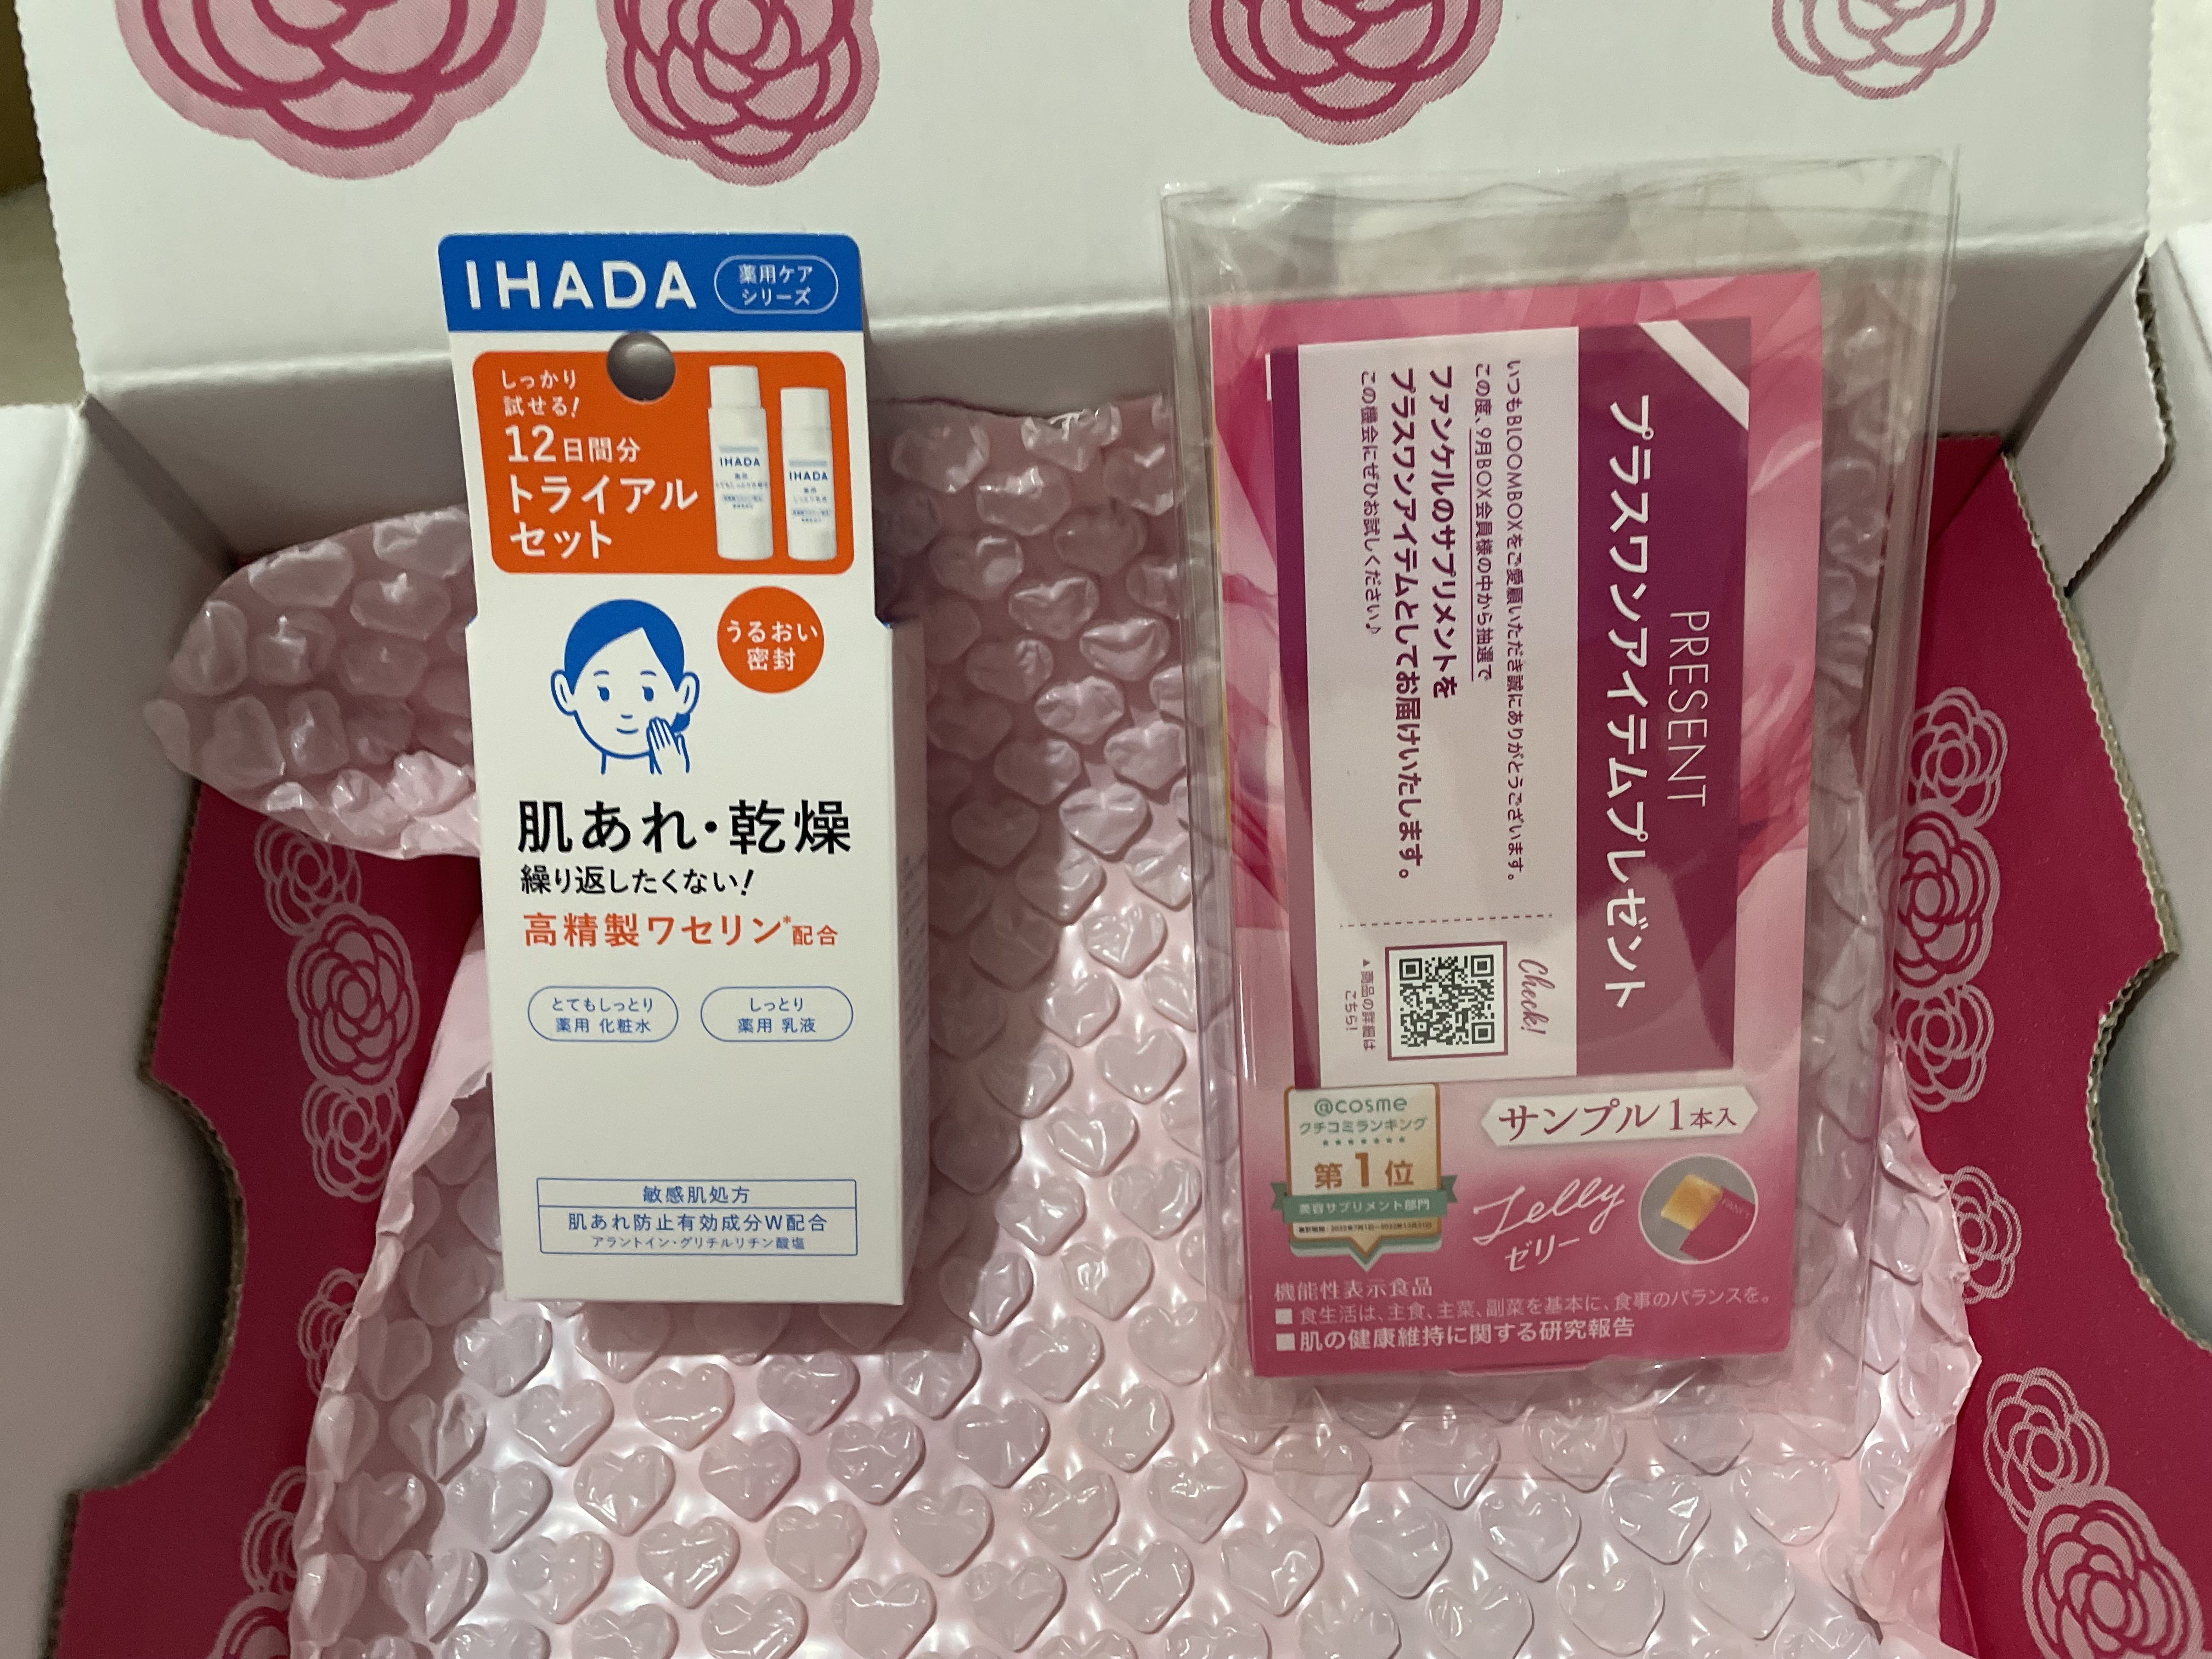 IHADA
薬用ケア
シリーズ
しっかり
試せる!
12日間分
トライアル
セット
IHADA
IHADA
うるおい
密封
肌あれ・乾燥
繰り返したくない!
高精製ワセリン*配合
とてもしっとり
薬用 化粧水
しっとり
薬用 乳液
敏感肌処方
肌あれ防止有効成分W配合
アラントイン・グリチルリチン酸塩
PRESENT
プラスワンアイテムプレゼント
いつもBLOOMBOXをご愛顧いただき誠にありがとうございます。
この度、9月BOX会員様の中から抽選で
ファンケルのサプリメントを
プラスワンアイテムとしてお届けいたします。
この機会にぜひお試しください♪
Check!
▲商品の詳細は
こちら!
@cosme
クチコミランキング
★★★★★★★
第1位
美容サプリメント部門
サンプル1本入
Jelly
ゼリー
機能性表示食品
■食生活は、主食、主菜、副菜を基本に、食事のバランスを。
■肌の健康維持に関する研究報告